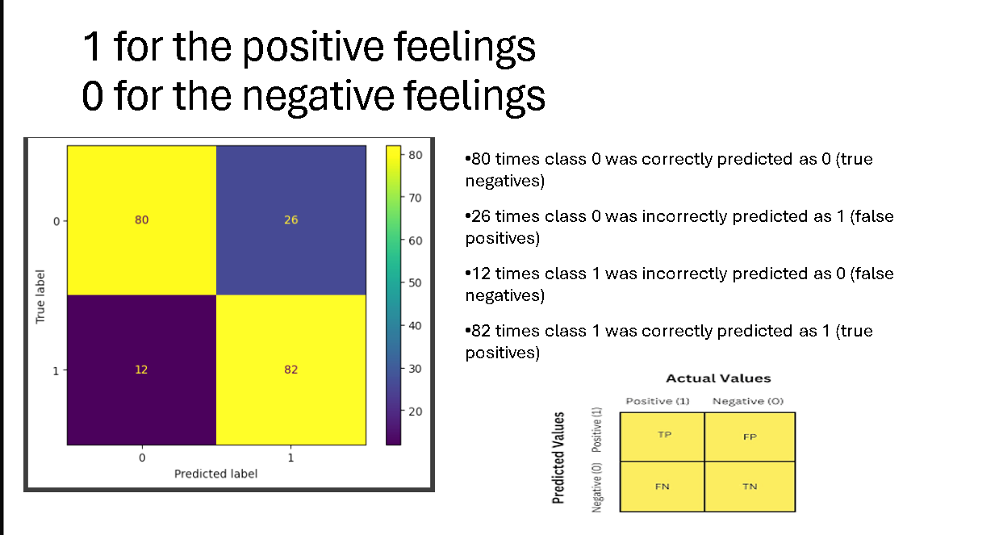 1 for the positive feelings
0 for the negative feelings
80 26
12 82
0
1
True label
0 1
Predicted label
80
70
60
50
40
30
20
•80 times class 0 was correctly predicted as 0 (true
negatives)
•26 times class 0 was incorrectly predicted as 1 (false
positives)
•12 times class 1 was incorrectly predicted as 0 (false
negatives)
•82 times class 1 was correctly predicted as 1 (true
positives)
Actual Values
Positive (1) Negative (0)
Predicted Values
Positive (1)
Negative (0)
TP FP
FN TN